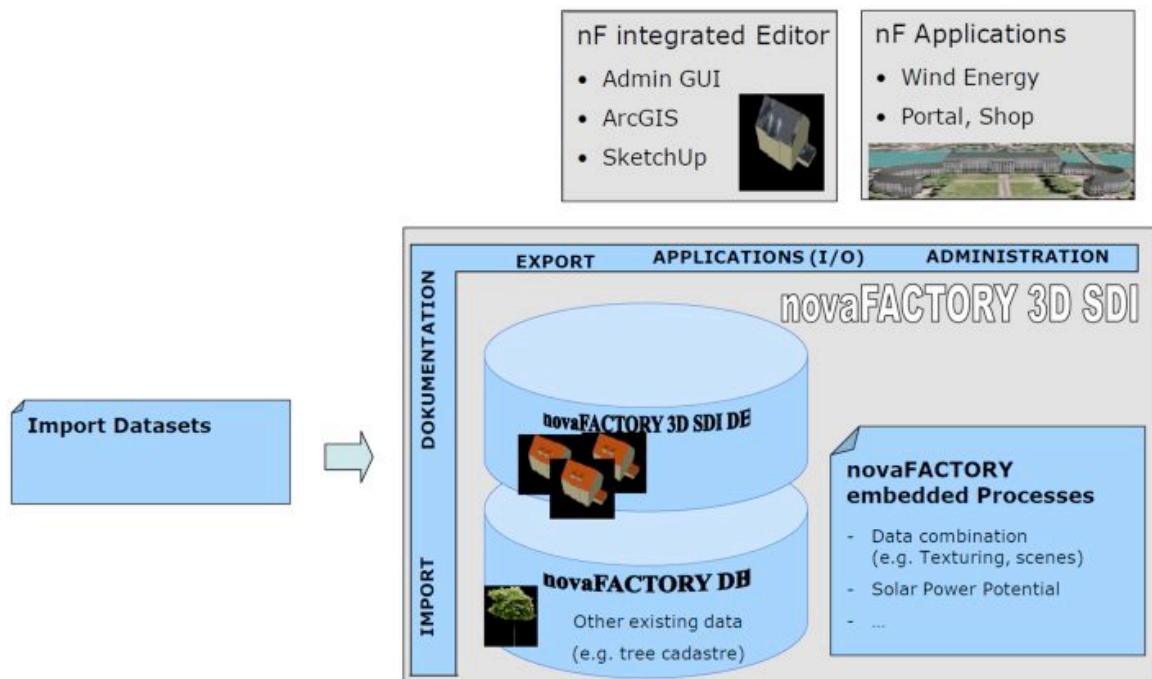 nF integrated Editor
• Admin GUI
• ArcGIS
• SketchUp
nF Applications
• Wind Energy
• Portal, Shop
EXPORT
APPLICATIONS (I/O)
ADMINISTRATION
DOKUMENTATION
IMPORT
novaFACTORY 3D SDI
Import Datasets
novaFACTORY 3D SDI DB
novaFACTORY DB
Other existing data
(e.g. tree cadastre)
novaFACTORY
embedded Processes
- Data combination
(e.g. Texturing, scenes)
- Solar Power Potential
- ...